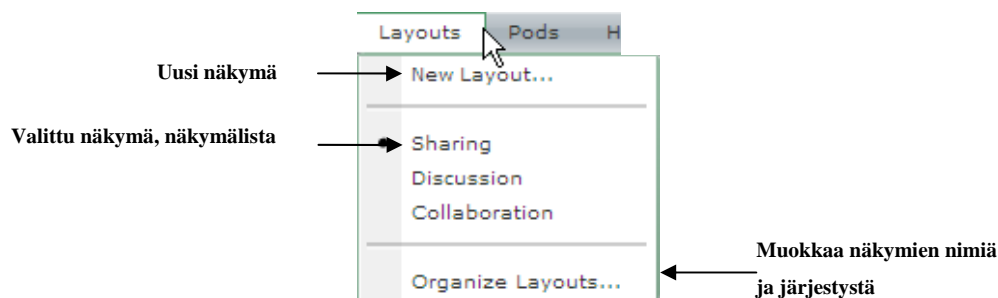 Layouts Pods H
Uusi näkymä
New Layout...
Valittu näkymä, näkymälista
Sharing
Discussion
Collaboration
Organize Layouts...
Muokkaa näkymien nimiä
ja järjestystä